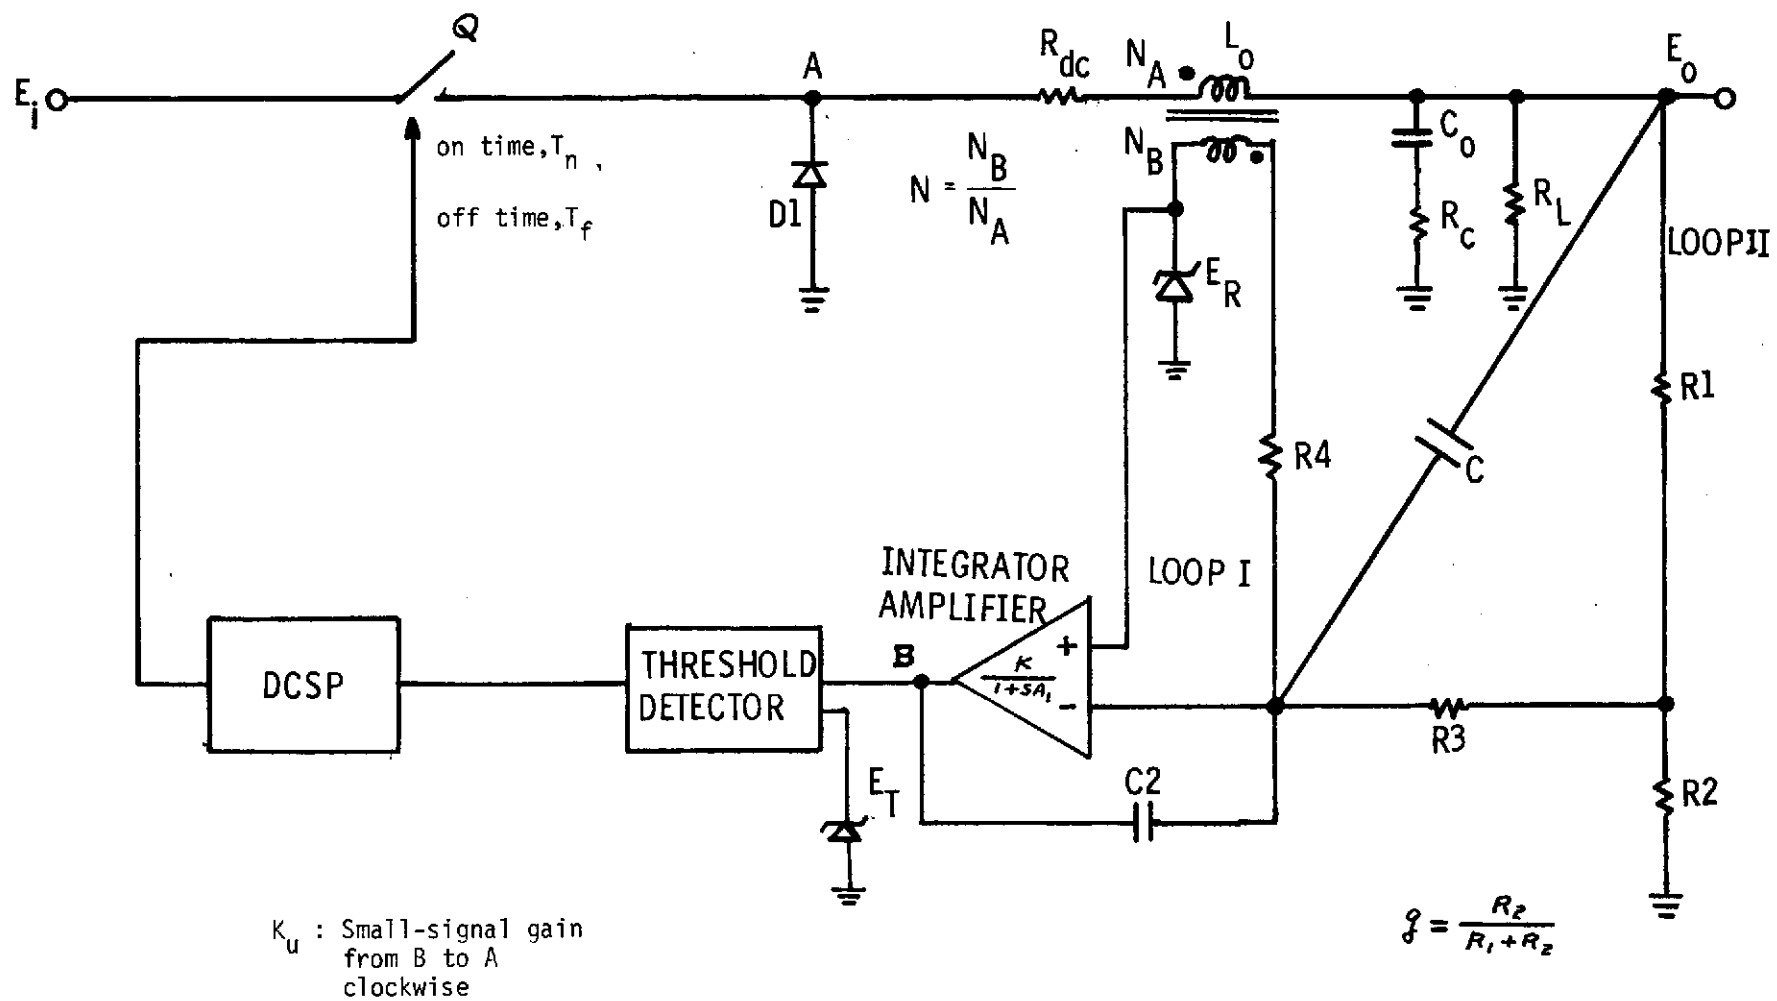 Q
E_i
A
R_dc
N_A
L_o
E_o
on time, T_n ,
off time, T_f
D1
N = N_B / N_A
N_B
E_R
C_o
R_c
R_L
LOOP II
R1
R4
C
INTEGRATOR
AMPLIFIER
LOOP I
K / 1+SA_1
+
-
B
THRESHOLD
DETECTOR
DCSP
R3
C2
E_T
R2
K_u : Small-signal gain
from B to A
clockwise
g = R_2 / R_1 + R_2